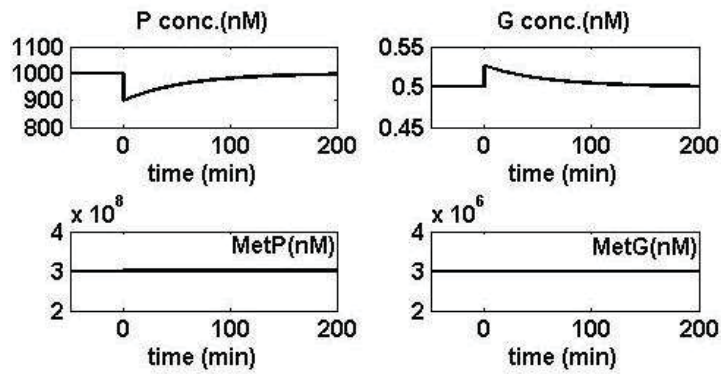 P conc.(nM)
G conc.(nM)
1100
1000
900
800
0 100 200
time (min)
0.55
0.5
0.45
0 100 200
time (min)
x 10^8
MetP(nM)
4
3
2
0 100 200
time (min)
x 10^6
MetG(nM)
4
3
2
0 100 200
time (min)